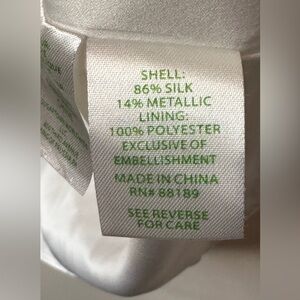 SHELL:
86% SILK
14% METALLIC
LINING:
100% POLYESTER
EXCLUSIVE OF
EMBELLISHMENT
MADE IN CHINA
RN# 88189
SEE REVERSE
FOR CARE